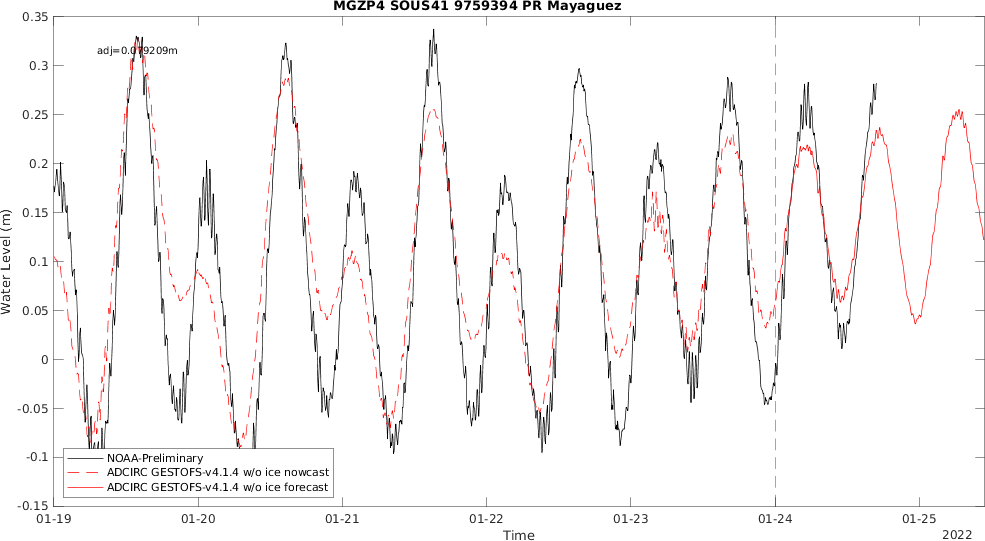 MGZP4 SOUS41 9759394 PR Mayaguez
0.35
0.3
0.25
0.2
0.15
0.1
0.05
0
-0.05
-0.1
-0.15
Water Level (m)
adj=0.079209m
NOAA-Preliminary
ADCIRC GESTOFS-v4.1.4 w/o ice nowcast
ADCIRC GESTOFS-v4.1.4 w/o ice forecast
01-19
01-20
01-21
01-22
01-23
01-24
01-25
Time
2022